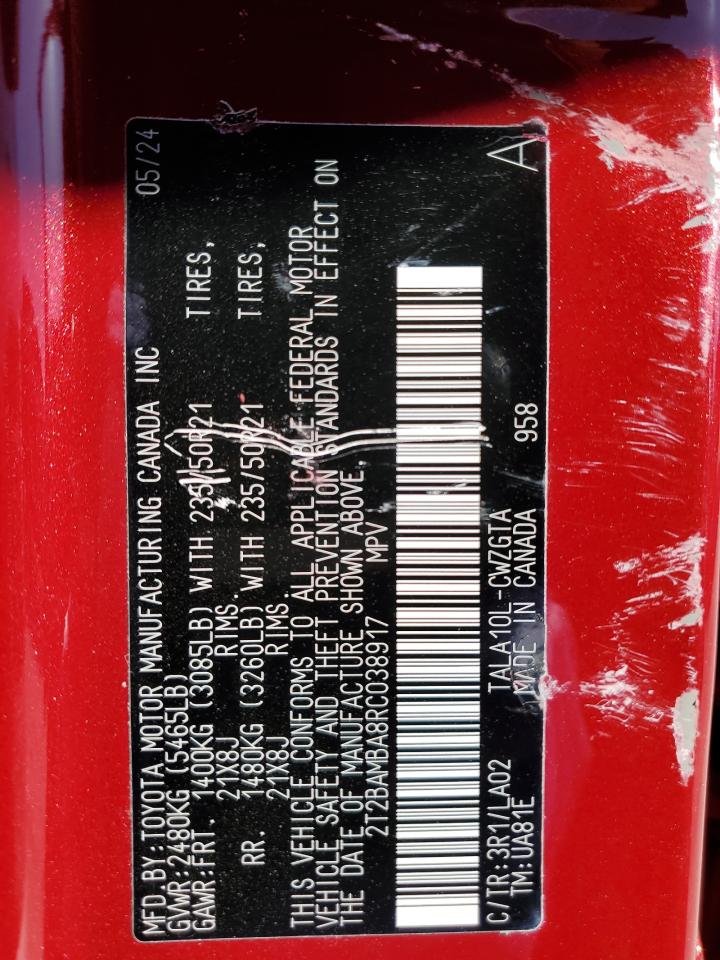 MFD.BY:TOYOTA MOTOR MANUFACTURING CANADA INC 05/24
GVWR:2480KG (5465LB)
GAWR:FRT. 1400KG (3085LB) WITH 235/50R21 TIRES,
21X8J RIMS.
RR. 1480KG (3260LB) WITH 235/50R21 TIRES,
21X8J RIMS.
THIS VEHICLE CONFORMS TO ALL APPLICABLE FEDERAL MOTOR
VEHICLE SAFETY AND THEFT PREVENTION STANDARDS IN EFFECT ON
THE DATE OF MANUFACTURE SHOWN ABOVE.
2T2BAMBA8RC038917 MPV
C/TR:3R1/LA02 TALA10L-CWZGTA A
TM:UA81E MADE IN CANADA 958